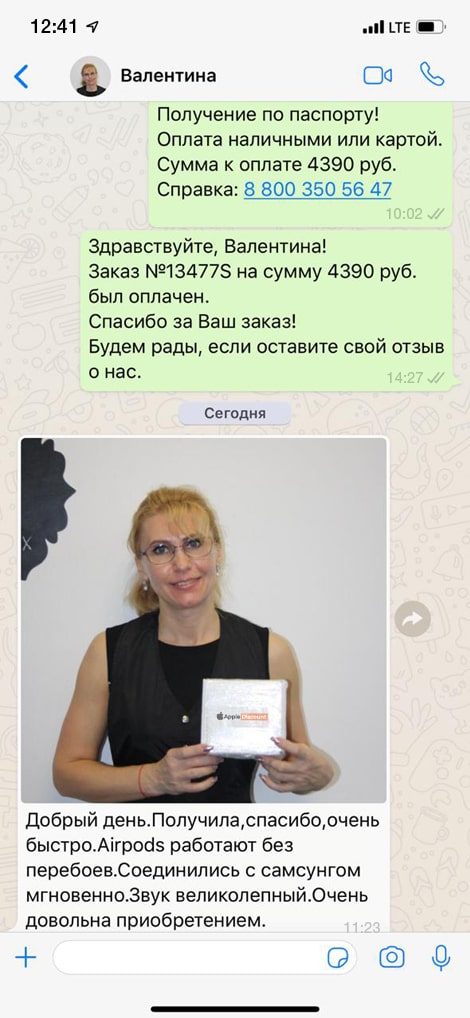 12:41
LTE
Валентина
Получение по паспорту!
Оплата наличными или картой.
Сумма к оплате 4390 руб.
Справка: 8 800 350 56 47
10:02
Здравствуйте, Валентина!
Заказ №13477S на сумму 4390 руб.
был оплачен.
Спасибо за Ваш заказ!
Будем рады, если оставите свой отзыв
о нас.
14:27
Сегодня
X
AppleDiscount
Добрый день.Получила,спасибо,очень
быстро.Airpods работают без
перебоев.Соединились с самсунгом
мгновенно.Звук великолепный.Очень
довольна приобретением.
11:23